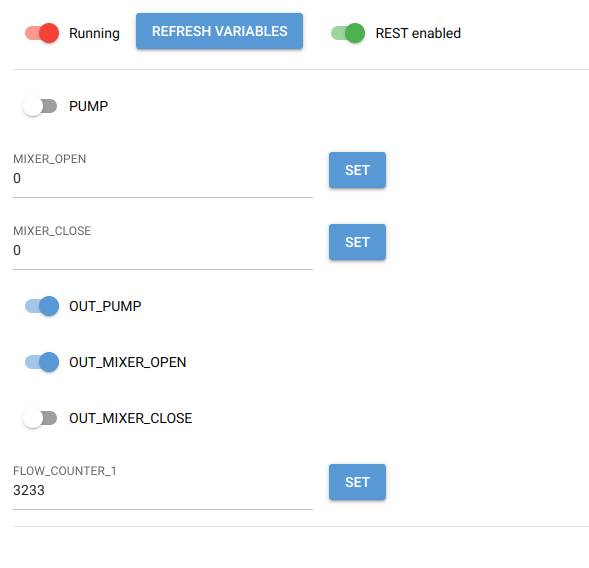 Running
REFRESH VARIABLES
REST enabled
PUMP
MIXER_OPEN
0
SET
MIXER_CLOSE
0
SET
OUT_PUMP
OUT_MIXER_OPEN
OUT_MIXER_CLOSE
FLOW_COUNTER_1
3233
SET